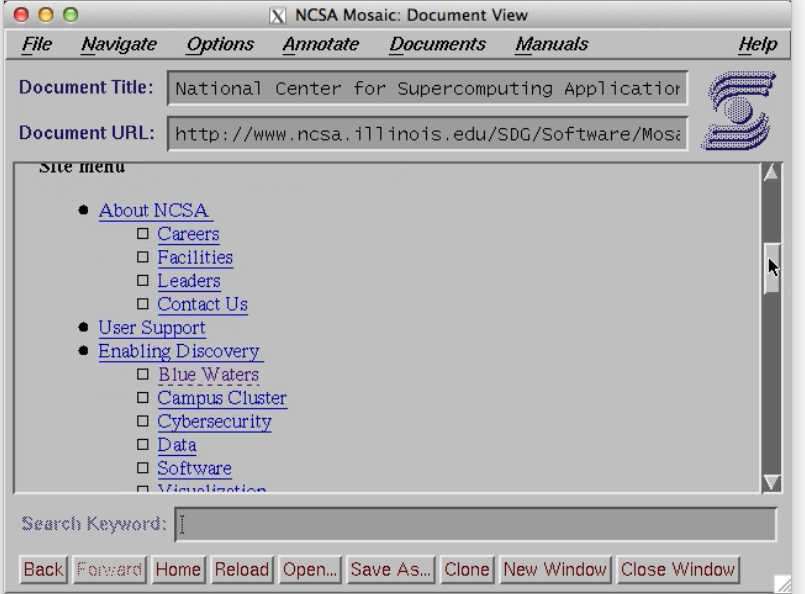 NCSA Mosaic: Document View
File Navigate Options Annotate Documents Manuals Help
Document Title: National Center for Supercomputing Application
Document URL: http://www.ncsa.illinois.edu/SDG/Software/Mosa
Site menu
About NCSA
Careers
Facilities
Leaders
Contact Us
User Support
Enabling Discovery
Blue Waters
Campus Cluster
Cybersecurity
Data
Software
Visualization
Search Keyword:
Back Forward Home Reload Open... Save As... Clone New Window Close Window